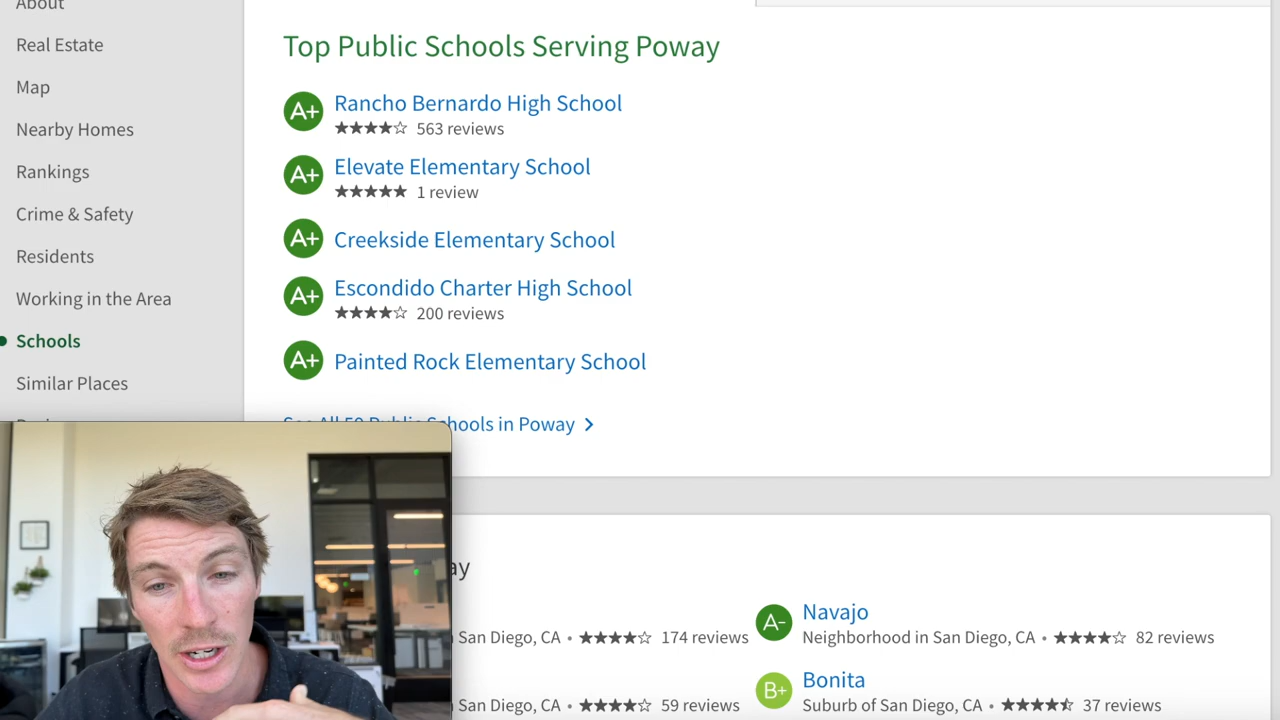 About
Real Estate
Map
Nearby Homes
Rankings
Crime & Safety
Residents
Working in the Area
Schools
Similar Places
Top Public Schools Serving Poway
A+ Rancho Bernardo High School
★★★★☆ 563 reviews
A+ Elevate Elementary School
★★★★★ 1 review
A+ Creekside Elementary School
A+ Escondido Charter High School
★★★★☆ 200 reviews
A+ Painted Rock Elementary School
See All 59 Public Schools in Poway >
ay
San Diego, CA • ★★★★☆ 174 reviews
A- Navajo
Neighborhood in San Diego, CA • ★★★★☆ 82 reviews
San Diego, CA • ★★★★☆ 59 reviews
B+ Bonita
Suburb of San Diego, CA • ★★★★⯪ 37 reviews